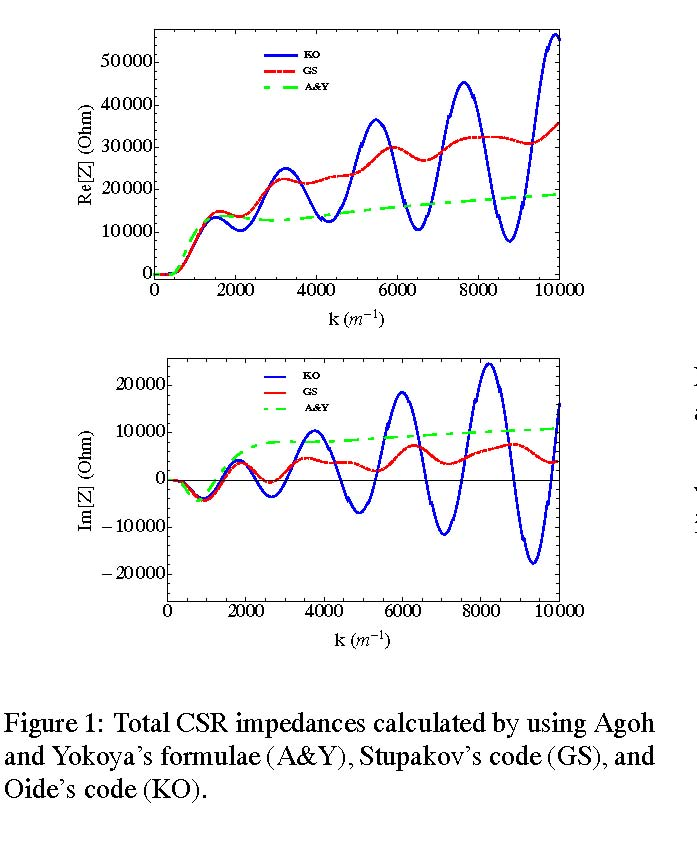 50000
40000
30000
20000
10000
0
Re[Z] (Ohm)
KO
GS
A&Y
0 2000 4000 6000 8000 10000
k (m⁻¹)
20000
10000
0
−10000
−20000
Im[Z] (Ohm)
KO
GS
A&Y
0 2000 4000 6000 8000 10000
k (m⁻¹)
Figure 1: Total CSR impedances calculated by using Agoh
and Yokoya's formulae (A&Y), Stupakov's code (GS), and
Oide's code (KO).